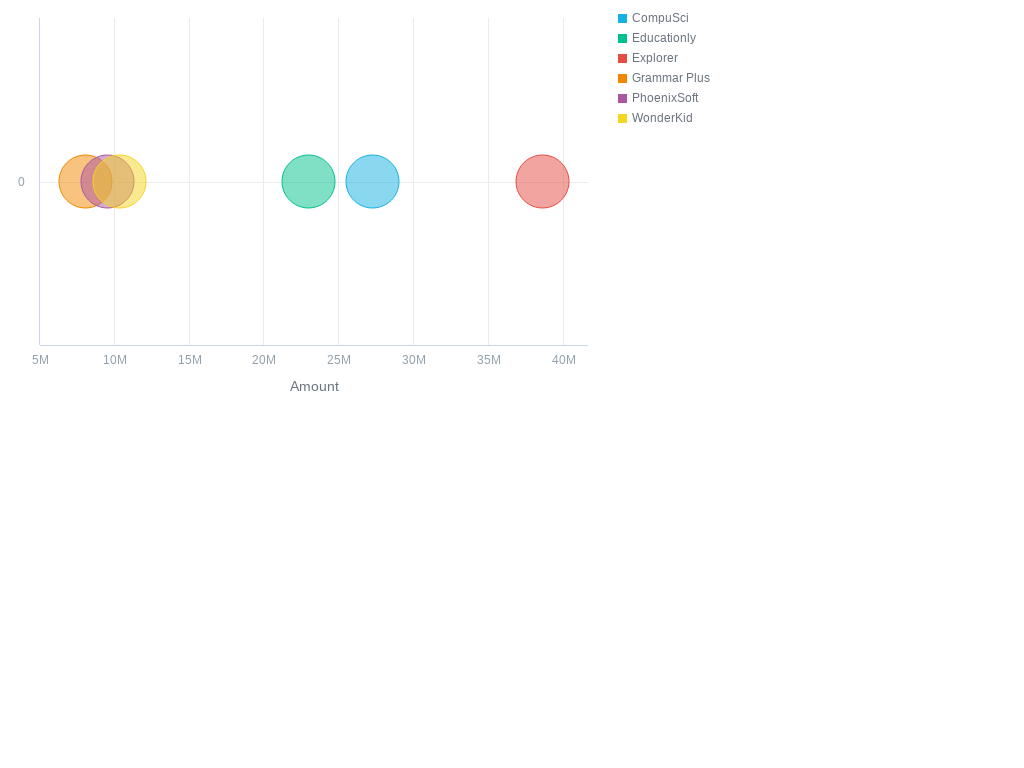 CompuSci
Educationly
Explorer
Grammar Plus
PhoenixSoft
WonderKid
0
5M 10M 15M 20M 25M 30M 35M 40M
Amount